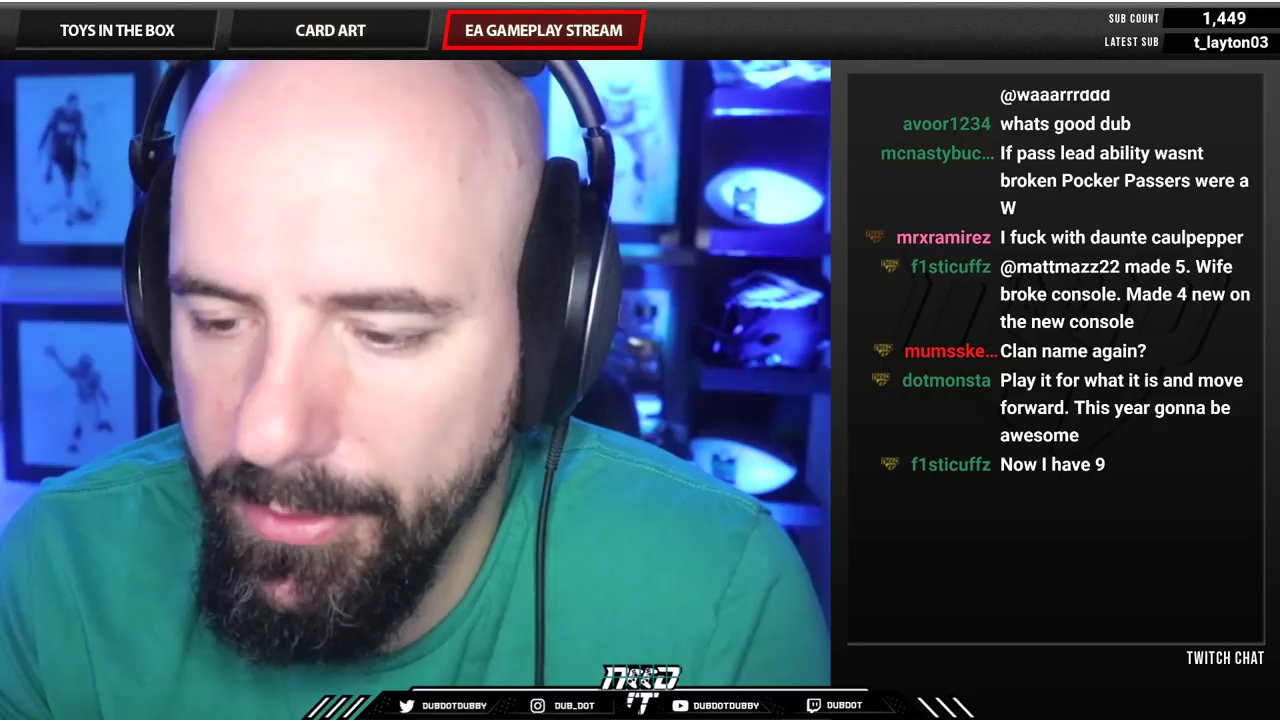 TOYS IN THE BOX
CARD ART
EA GAMEPLAY STREAM
SUB COUNT
1,449
LATEST SUB
t_layton03
@waaarrrddd
avoor1234 whats good dub
mcnastybuc... If pass lead ability wasnt
broken Pocker Passers were a
W
mrxramirez I fuck with daunte caulpepper
f1sticuffz @mattmazz22 made 5. Wife
broke console. Made 4 new on
the new console
mumsske... Clan name again?
dotmonsta Play it for what it is and move
forward. This year gonna be
awesome
f1sticuffz Now I have 9
TWITCH CHAT
DUBDOTDUBBY
DUB_DOT
DUBDOTDUBBY
DUBDOT